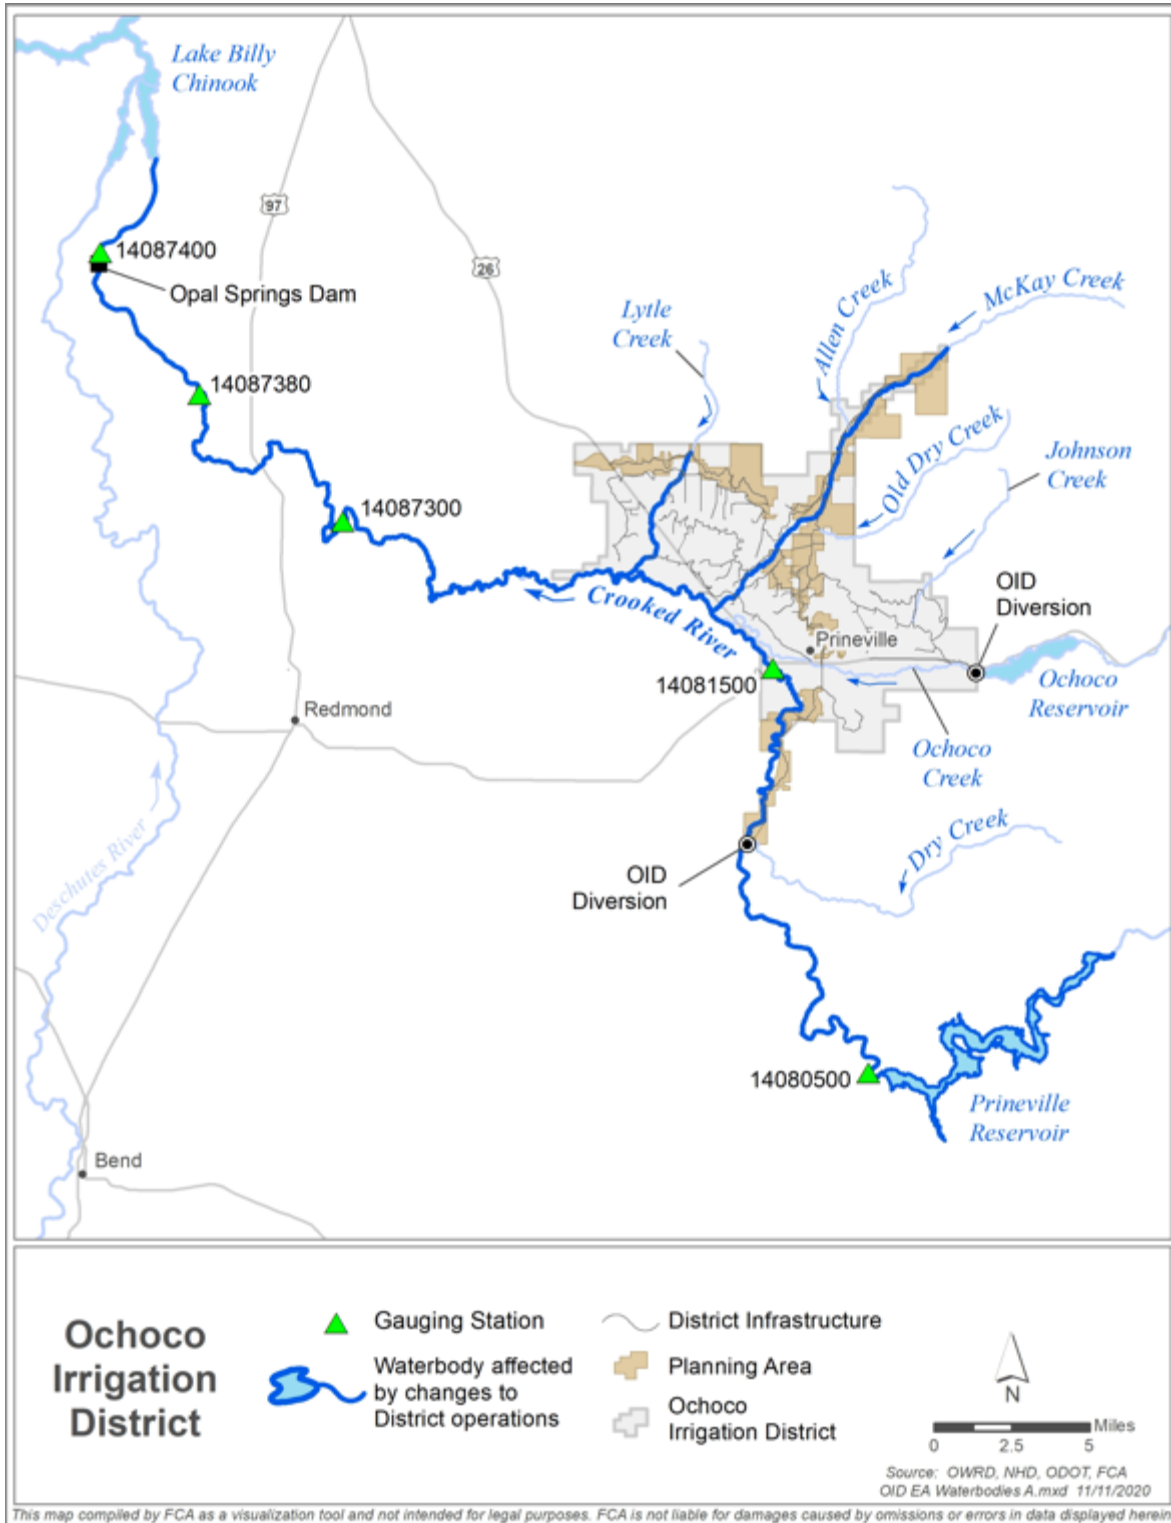 Lake Billy
Chinook
97
26
14087400
Opal Springs Dam
14087380
14087300
Lytle
Creek
Allen Creek
McKay Creek
Old Dry Creek
Johnson
Creek
OID
Diversion
Crooked River
Prineville
14081500
Ochoco
Reservoir
Redmond
Ochoco
Creek
Deschutes River
Dry Creek
OID
Diversion
14080500
Prineville
Reservoir
Bend
Ochoco
Irrigation
District
Gauging Station
Waterbody affected
by changes to
District operations
District Infrastructure
Planning Area
Ochoco
Irrigation District
N
Miles
0 2.5 5
Source: OWRD, NHD, ODOT, FCA
OID EA Waterbodies A.mxd 11/11/2020
This map compiled by FCA as a visualization tool and not intended for legal purposes. FCA is not liable for damages caused by omissions or errors in data displayed herein